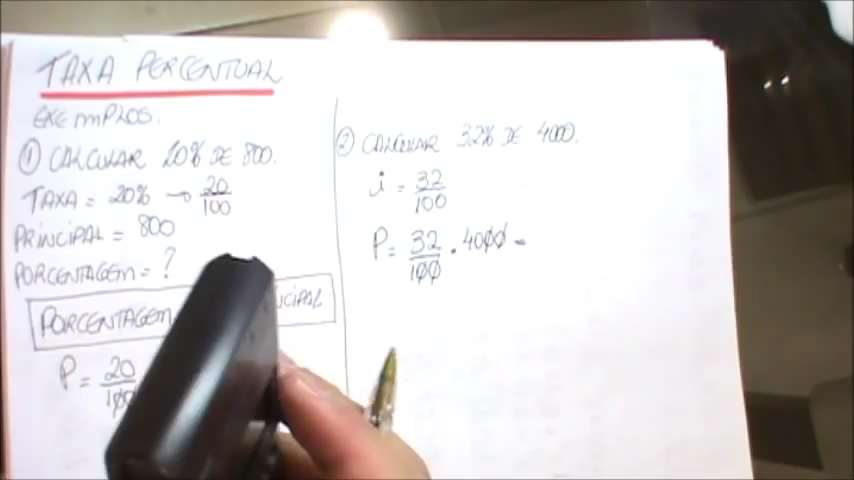 TAXA PERCENTUAL
EXEMPLOS.
① CALCULAR 20% DE 800.
TAXA = 20% → 20/100
PRINCIPAL = 800
PORCENTAGEM = ?
PORCENTAGEM
P = 20/100
② CALCULAR 32% DE 4000.
i = 32/100
P = 32/100 . 4000 =